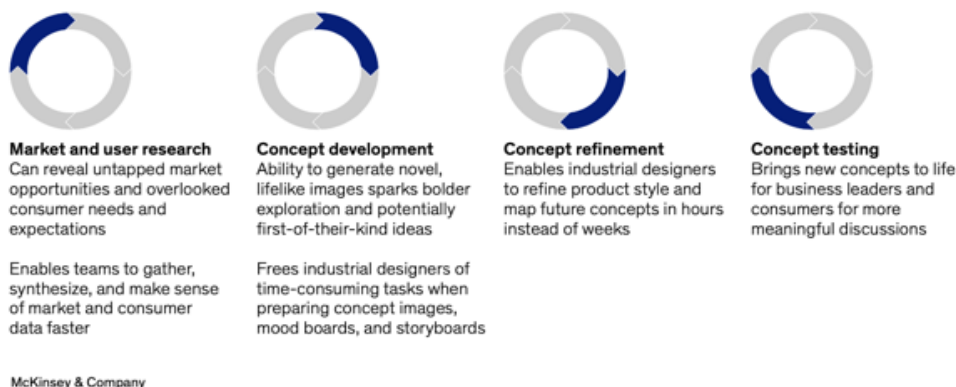 Market and user research
Can reveal untapped market
opportunities and overlooked
consumer needs and
expectations
Enables teams to gather,
synthesize, and make sense
of market and consumer
data faster
Concept development
Ability to generate novel,
lifelike images sparks bolder
exploration and potentially
first-of-their-kind ideas
Frees industrial designers of
time-consuming tasks when
preparing concept images,
mood boards, and storyboards
Concept refinement
Enables industrial designers
to refine product style and
map future concepts in hours
instead of weeks
Concept testing
Brings new concepts to life
for business leaders and
consumers for more
meaningful discussions
McKinsey & Company